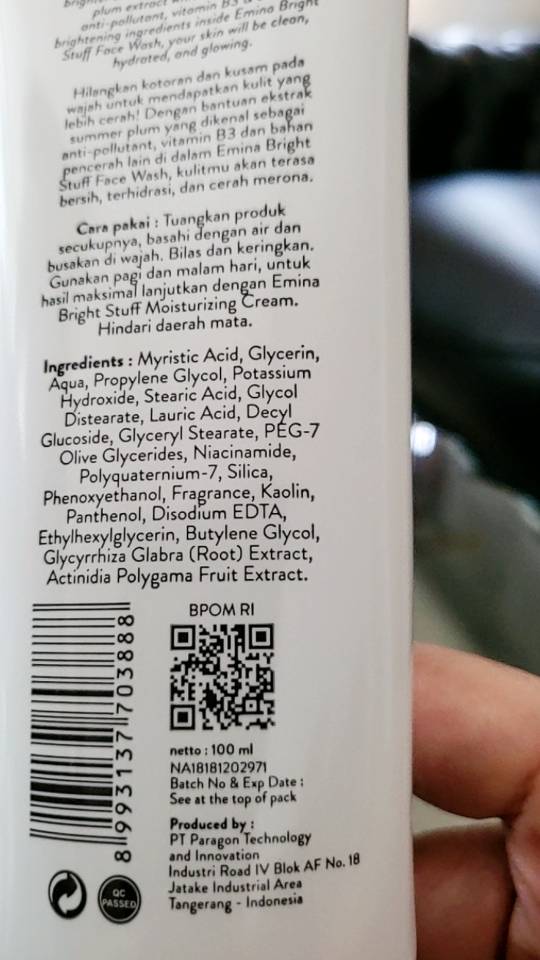 plum extract
anti-pollutant, vitamin B3 &
brightening ingredients inside Emina Bright
Stuff Face Wash, your skin will be clean,
hydrated, and glowing.
Hilangkan kotoran dan kusam pada
wajah untuk mendapatkan kulit yang
lebih cerah! Dengan bantuan ekstrak
summer plum yang dikenal sebagai
anti-pollutant, vitamin B3 dan bahan
pencerah lain di dalam Emina Bright
Stuff Face Wash, kulitmu akan terasa
bersih, terhidrasi, dan cerah merona.
Cara pakai : Tuangkan produk
secukupnya, basahi dengan air dan
busakan di wajah. Bilas dan keringkan.
Gunakan pagi dan malam hari, untuk
hasil maksimal lanjutkan dengan Emina
Bright Stuff Moisturizing Cream.
Hindari daerah mata.
Ingredients : Myristic Acid, Glycerin,
Aqua, Propylene Glycol, Potassium
Hydroxide, Stearic Acid, Glycol
Distearate, Lauric Acid, Decyl
Glucoside, Glyceryl Stearate, PEG-7
Olive Glycerides, Niacinamide,
Polyquaternium-7, Silica,
Phenoxyethanol, Fragrance, Kaolin,
Panthenol, Disodium EDTA,
Ethylhexylglycerin, Butylene Glycol,
Glycyrrhiza Glabra (Root) Extract,
Actinidia Polygama Fruit Extract.
BPOM RI
8 993137 703888
netto : 100 ml
NA18181202971
Batch No & Exp Date :
See at the top of pack
Produced by :
PT Paragon Technology
and Innovation
Industri Road IV Blok AF No. 18
Jatake Industrial Area
Tangerang - Indonesia
QC
PASSED